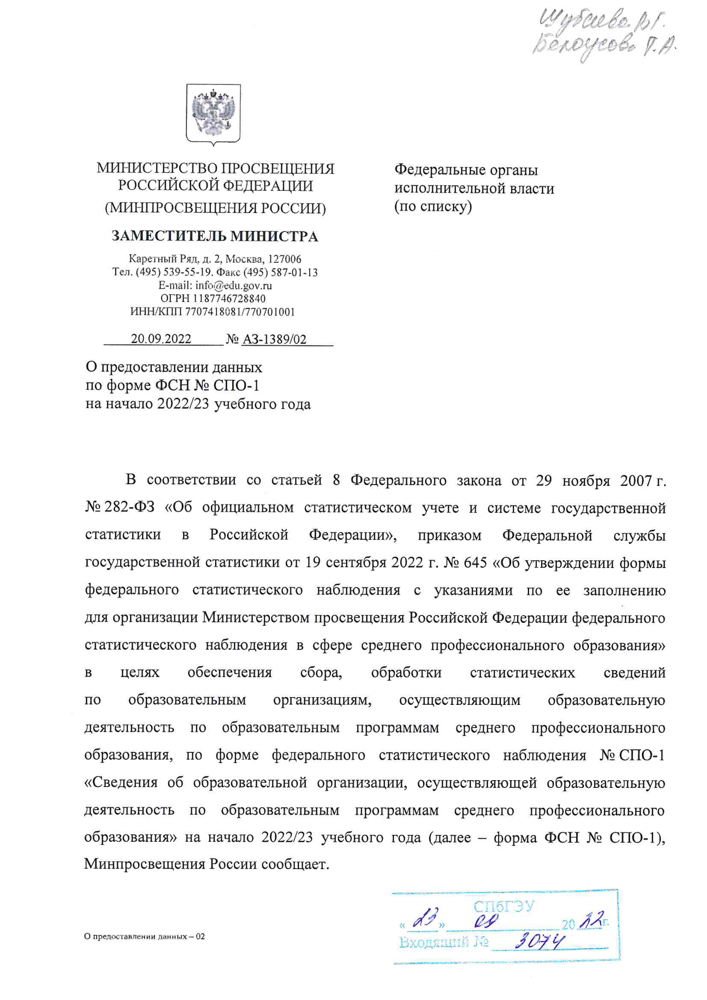 Шубаева В.Г.
Белоусова Т.А.
МИНИСТЕРСТВО ПРОСВЕЩЕНИЯ
РОССИЙСКОЙ ФЕДЕРАЦИИ
(МИНПРОСВЕЩЕНИЯ РОССИИ)
ЗАМЕСТИТЕЛЬ МИНИСТРА
Каретный Ряд, д. 2, Москва, 127006
Тел. (495) 539-55-19. Факс (495) 587-01-13
E-mail: info@edu.gov.ru
ОГРН 1187746728840
ИНН/КПП 7707418081/770701001
20.09.2022 № АЗ-1389/02
Федеральные органы
исполнительной власти
(по списку)
О предоставлении данных
по форме ФСН № СПО-1
на начало 2022/23 учебного года
В соответствии со статьей 8 Федерального закона от 29 ноября 2007 г.
№ 282-ФЗ «Об официальном статистическом учете и системе государственной
статистики в Российской Федерации», приказом Федеральной службы
государственной статистики от 19 сентября 2022 г. № 645 «Об утверждении формы
федерального статистического наблюдения с указаниями по ее заполнению
для организации Министерством просвещения Российской Федерации федерального
статистического наблюдения в сфере среднего профессионального образования»
в целях обеспечения сбора, обработки статистических сведений
по образовательным организациям, осуществляющим образовательную
деятельность по образовательным программам среднего профессионального
образования, по форме федерального статистического наблюдения № СПО-1
«Сведения об образовательной организации, осуществляющей образовательную
деятельность по образовательным программам среднего профессионального
образования» на начало 2022/23 учебного года (далее – форма ФСН № СПО-1),
Минпросвещения России сообщает.
СПбГЭУ
«23» 09 2022г.
Входящий № 3074
О предоставлении данных – 02